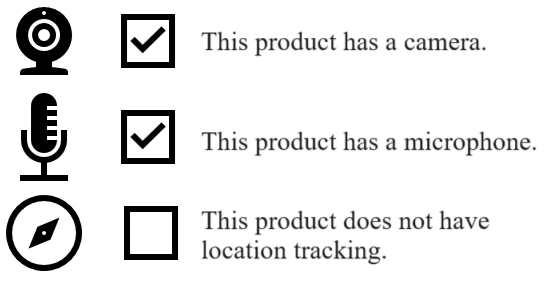 This product has a camera.
This product has a microphone.
This product does not have
location tracking.